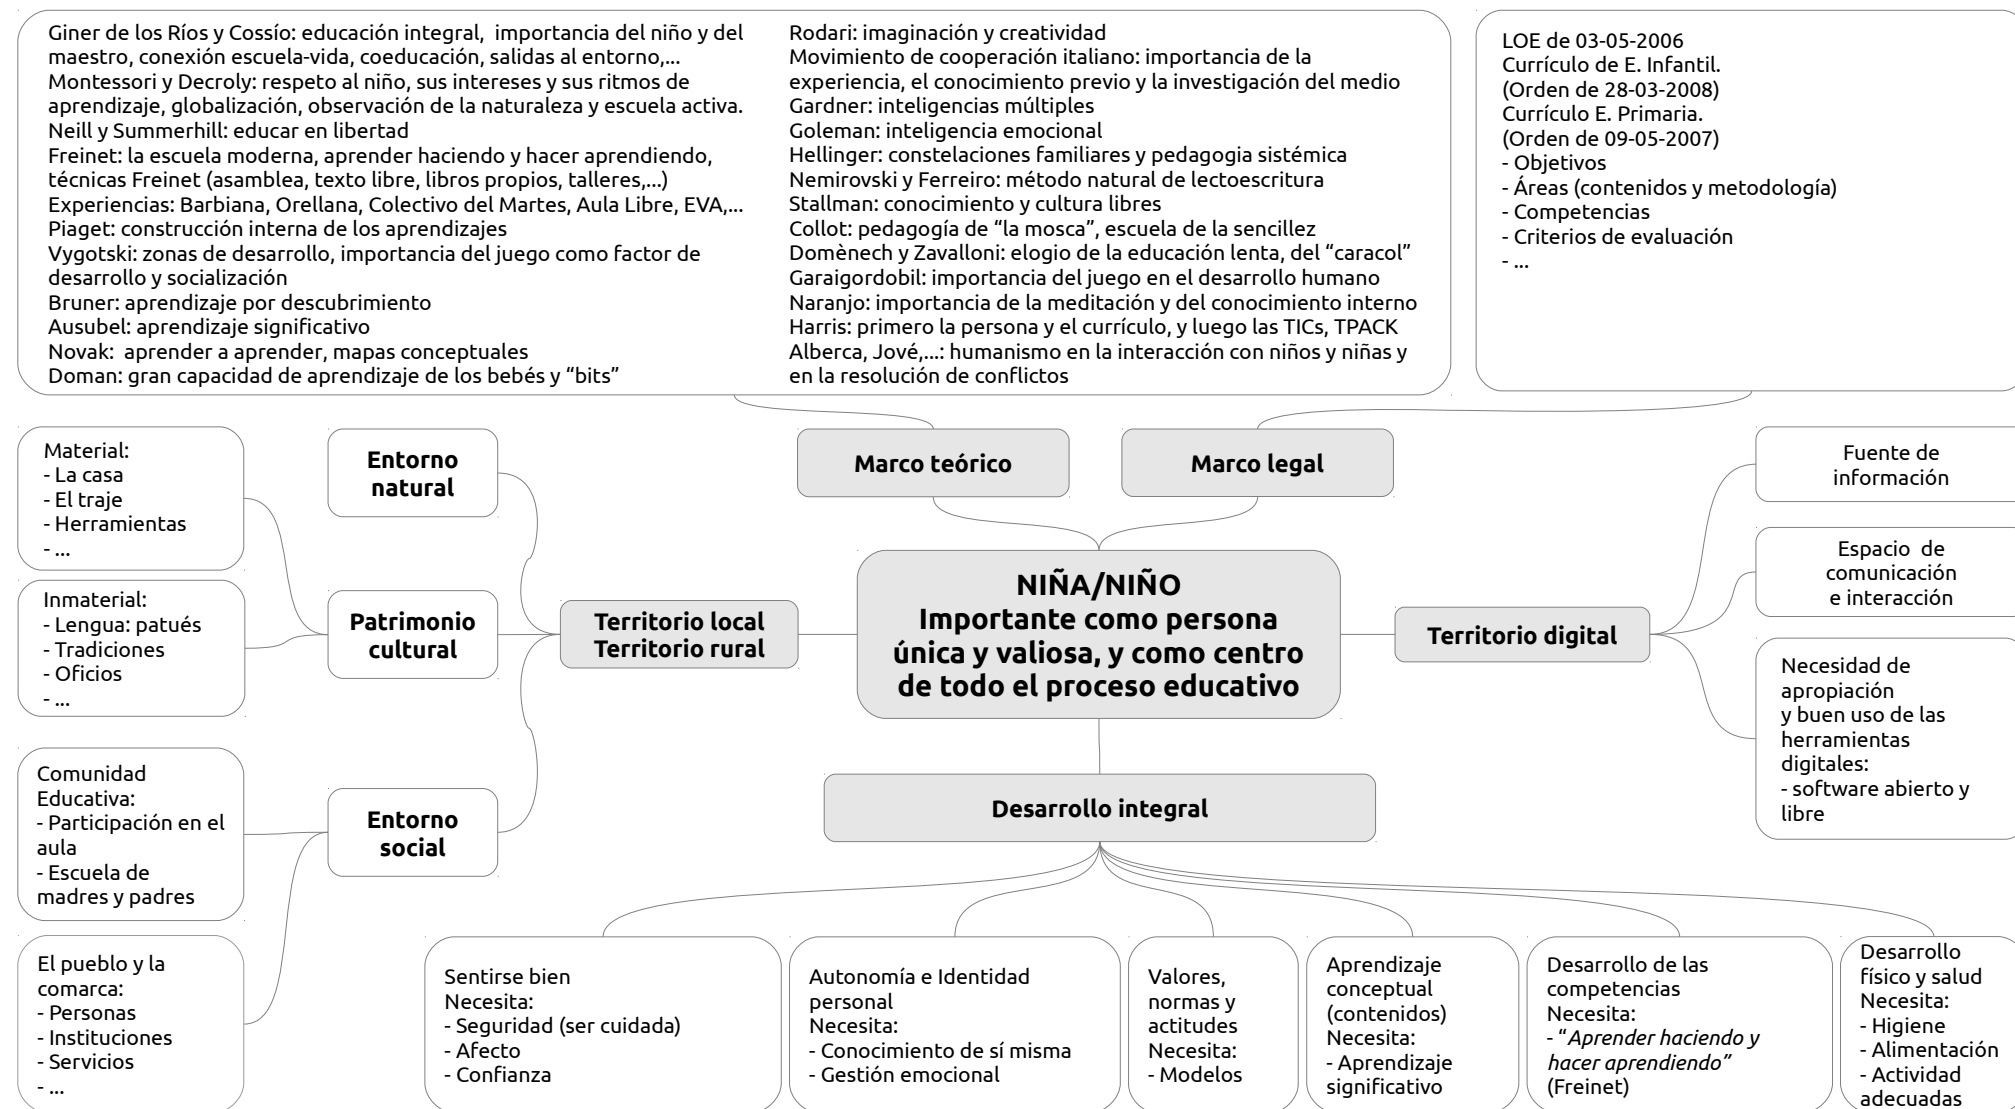 Giner de los Ríos y Cossío: educación integral,  importancia del niño y del
maestro, conexión escuela-vida, coeducación, salidas al entorno,...
Montessori y Decroly: respeto al niño, sus intereses y sus ritmos de
aprendizaje, globalización, observación de la naturaleza y escuela activa.
Neill y Summerhill: educar en libertad
Freinet: la escuela moderna, aprender haciendo y hacer aprendiendo,
técnicas Freinet (asamblea, texto libre, libros propios, talleres,...)
Experiencias: Barbiana, Orellana, Colectivo del Martes, Aula Libre, EVA,...
Piaget: construcción interna de los aprendizajes
Vygotski: zonas de desarrollo, importancia del juego como factor de
desarrollo y socialización
Bruner: aprendizaje por descubrimiento
Ausubel: aprendizaje significativo
Novak:  aprender a aprender, mapas conceptuales
Doman: gran capacidad de aprendizaje de los bebés y “bits”
Rodari: imaginación y creatividad
Movimiento de cooperación italiano: importancia de la
experiencia, el conocimiento previo y la investigación del medio
Gardner: inteligencias múltiples
Goleman: inteligencia emocional
Hellinger: constelaciones familiares y pedagogia sistémica
Nemirovski y Ferreiro: método natural de lectoescritura
Stallman: conocimiento y cultura libres
Collot: pedagogía de “la mosca”, escuela de la sencillez
Domènech y Zavalloni: elogio de la educación lenta, del “caracol”
Garaigordobil: importancia del juego en el desarrollo humano
Naranjo: importancia de la meditación y del conocimiento interno
Harris: primero la persona y el currículo, y luego las TICs, TPACK
Alberca, Jové,...: humanismo en la interacción con niños y niñas y
en la resolución de conflictos
LOE de 03-05-2006
Currículo de E. Infantil.
(Orden de 28-03-2008)
Currículo E. Primaria.
(Orden de 09-05-2007)
- Objetivos
- Áreas (contenidos y metodología)
- Competencias
- Criterios de evaluación
- ...
Marco teórico
Marco legal
Material:
- La casa
- El traje
- Herramientas
- ...
Entorno
natural
Inmaterial:
- Lengua: patués
- Tradiciones
- Oficios
- ...
Patrimonio
cultural
Territorio local
Territorio rural
NIÑA/NIÑO
Importante como persona
única y valiosa, y como centro
de todo el proceso educativo
Territorio digital
Fuente de
información
Espacio  de
comunicación
e interacción
Necesidad de
apropiación
y buen uso de las
herramientas
digitales:
- software abierto y
libre
Comunidad
Educativa:
- Participación en el
aula
- Escuela de
madres y padres
Entorno
social
El pueblo y la
comarca:
- Personas
- Instituciones
- Servicios
- ...
Desarrollo integral
Sentirse bien
Necesita:
- Seguridad (ser cuidada)
- Afecto
- Confianza
Autonomía e Identidad
personal
Necesita:
- Conocimiento de sí misma
- Gestión emocional
Valores,
normas y
actitudes
Necesita:
- Modelos
Aprendizaje
conceptual
(contenidos)
Necesita:
- Aprendizaje
significativo
Desarrollo de las
competencias
Necesita:
- “Aprender haciendo y
hacer aprendiendo”
(Freinet)
Desarrollo
físico y salud
Necesita:
- Higiene
- Alimentación
- Actividad
adecuadas